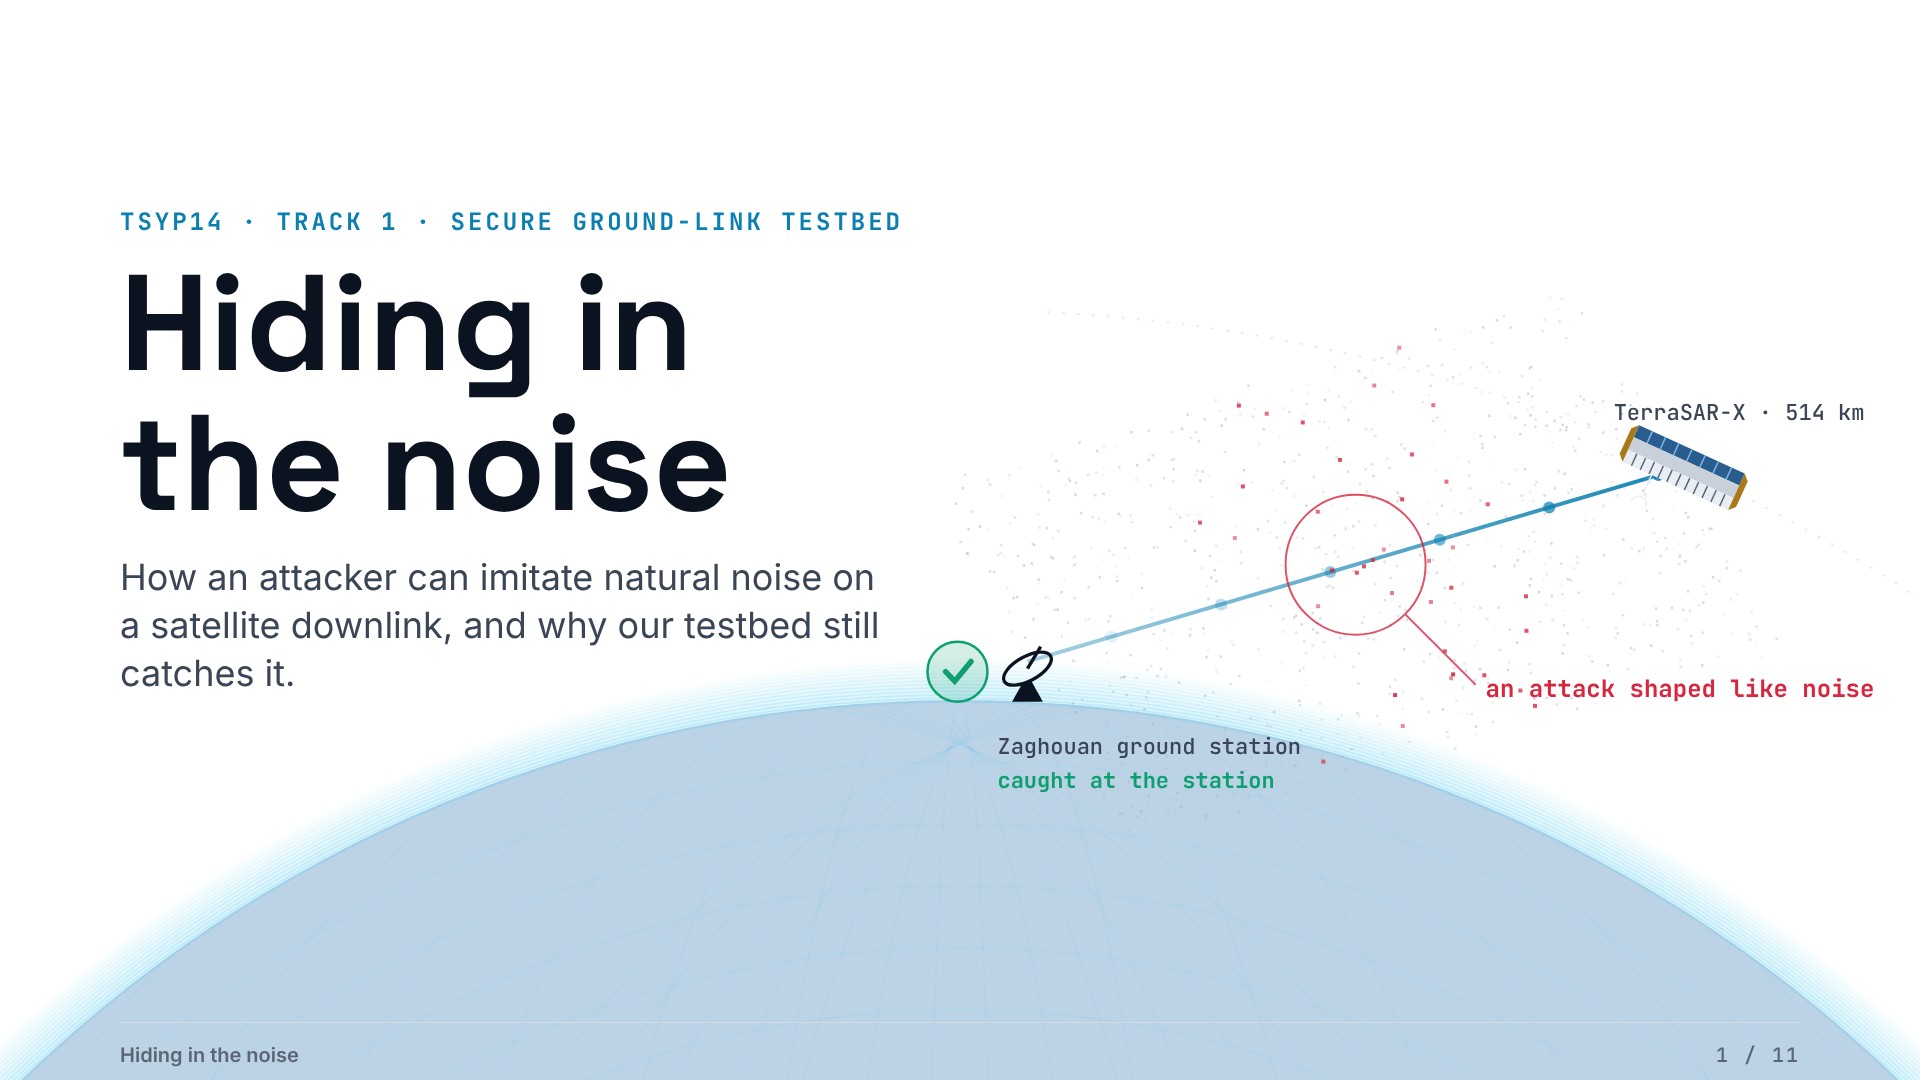 TSYP14 · TRACK 1 · SECURE GROUND-LINK TESTBED
Hiding in
the noise
How an attacker can imitate natural noise on
a satellite downlink, and why our testbed still
catches it.
TerraSAR-X · 514 km
an attack shaped like noise
Zaghouan ground station
caught at the station
Hiding in the noise
1 / 11